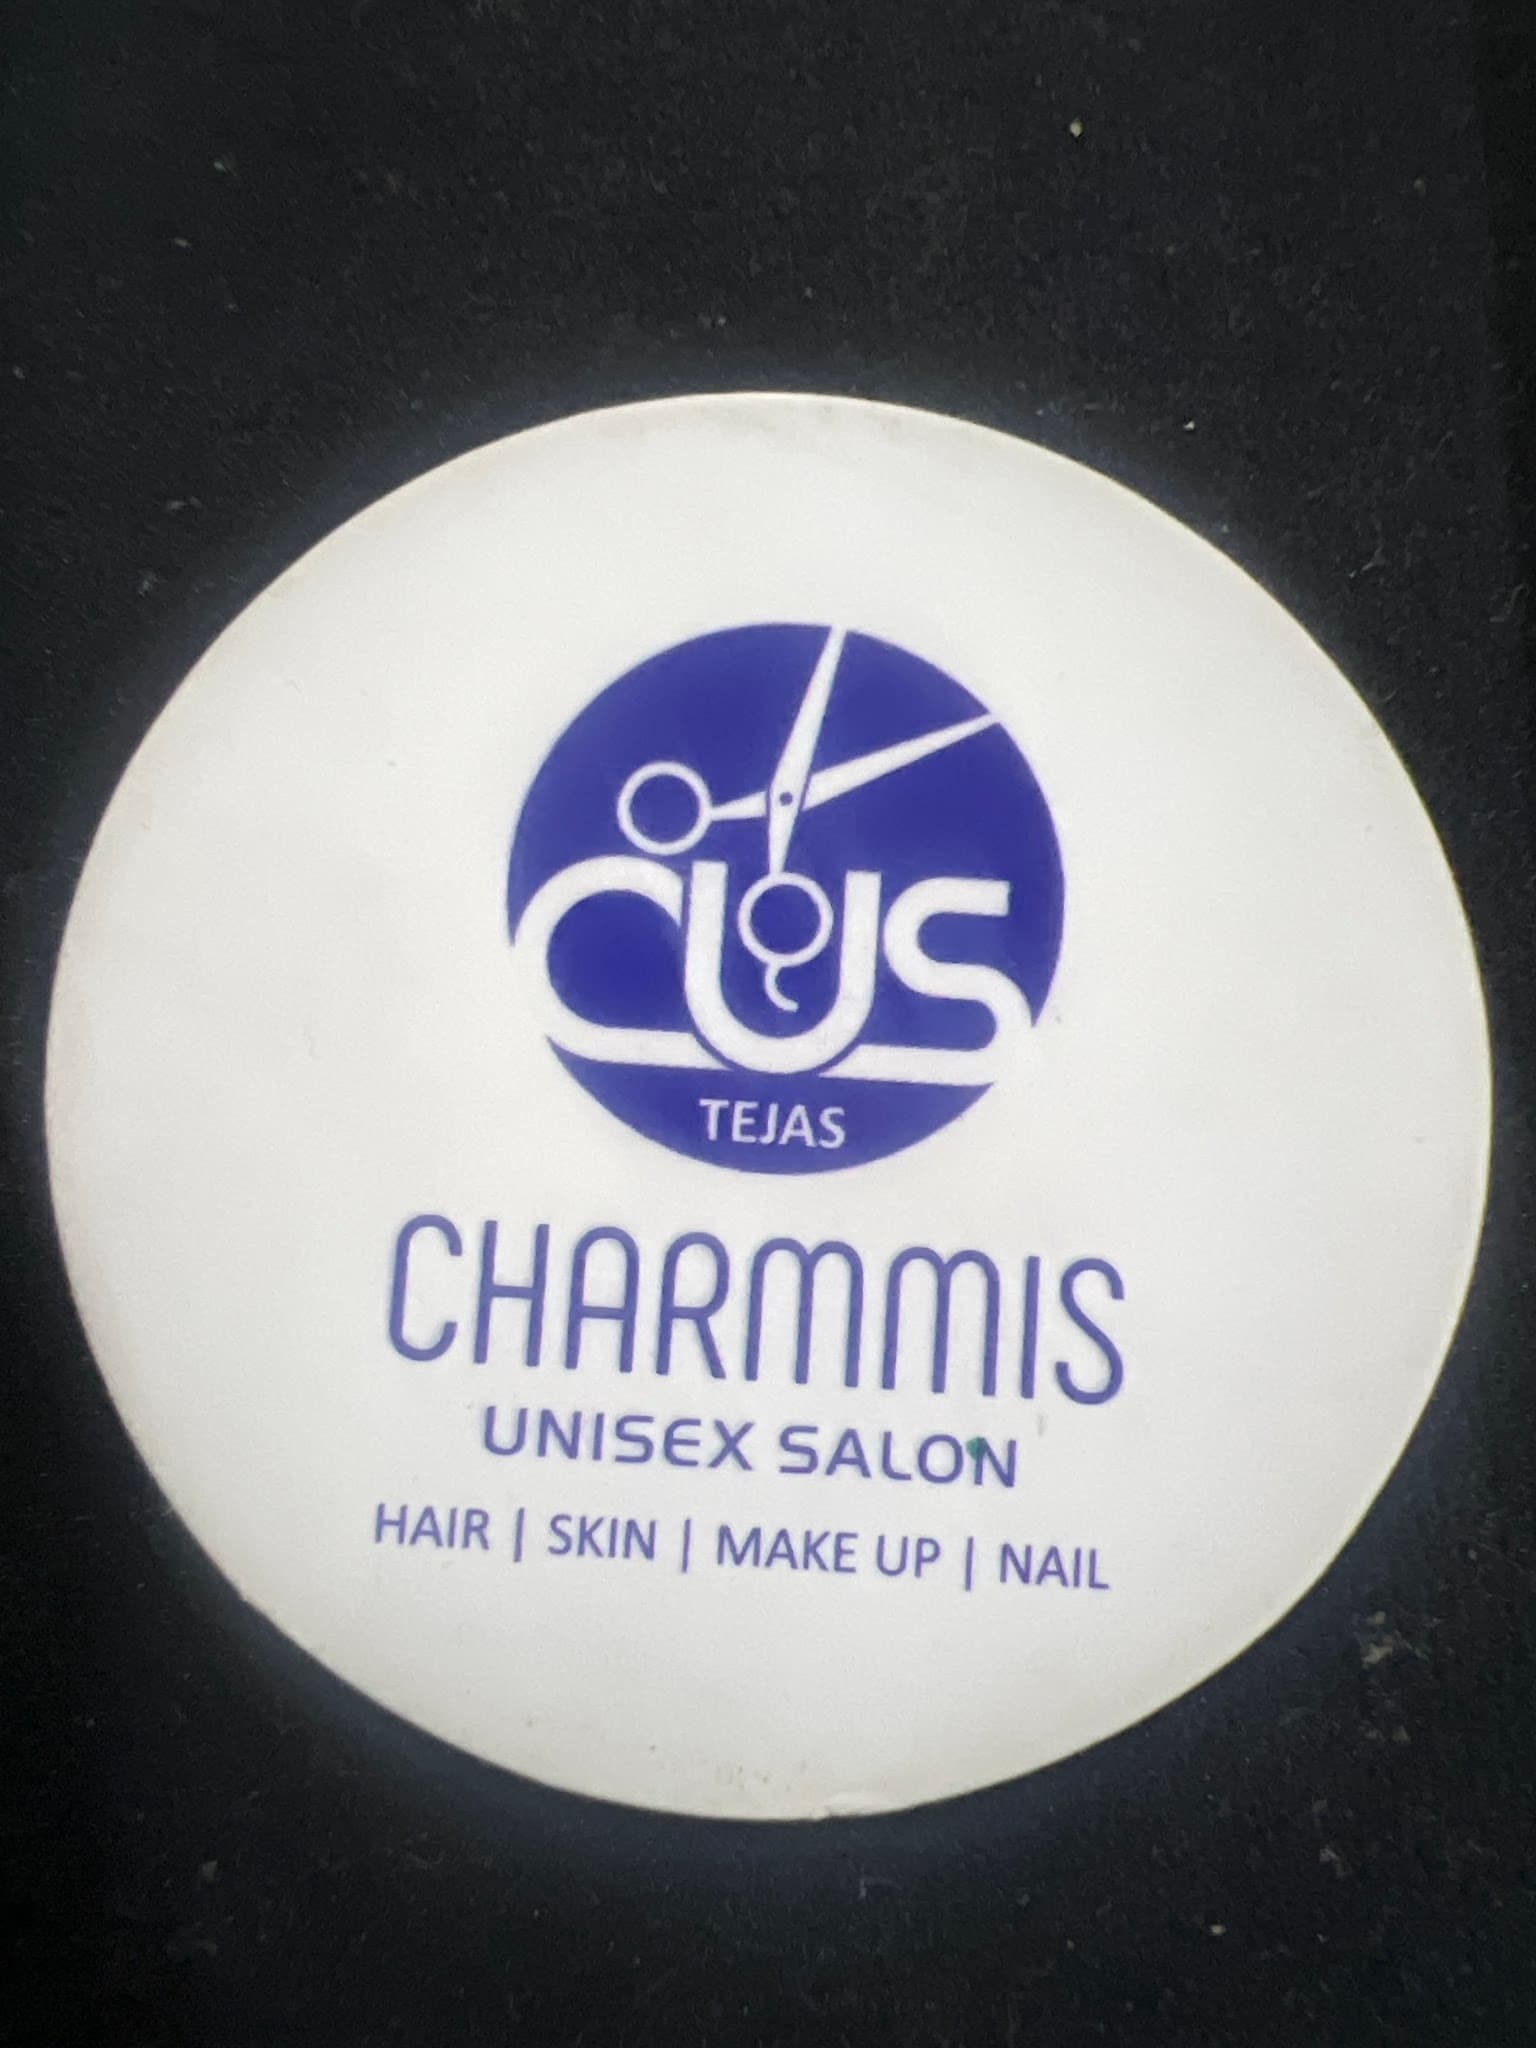 CUS
TEJAS
CHARMMIS
UNISEX SALON
HAIR | SKIN | MAKE UP | NAIL